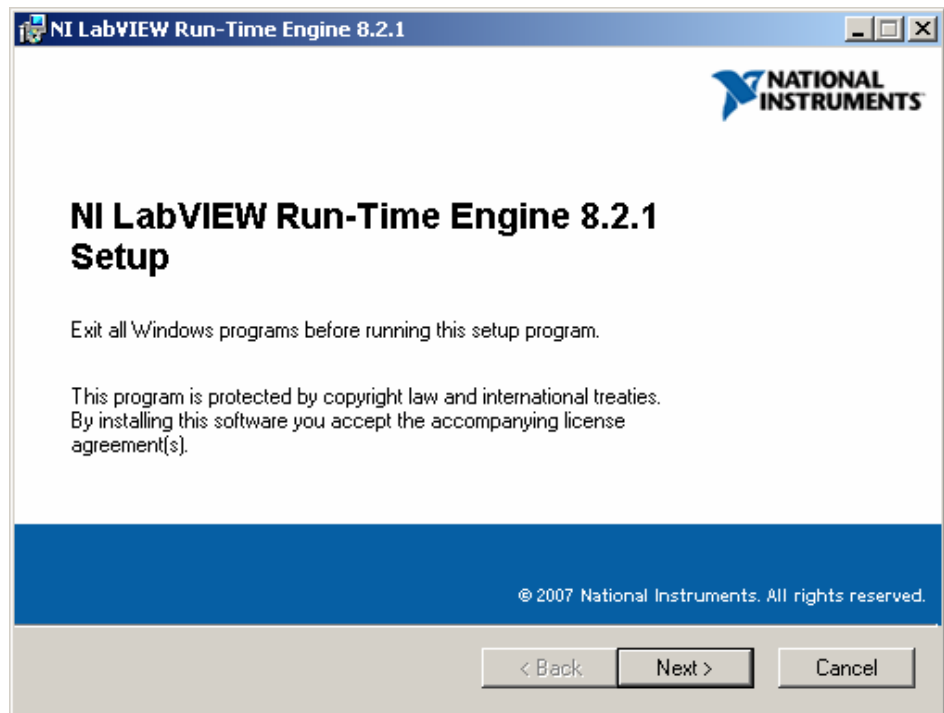 NI LabVIEW Run-Time Engine 8.2.1
NATIONAL
INSTRUMENTS
NI LabVIEW Run-Time Engine 8.2.1
Setup
Exit all Windows programs before running this setup program.
This program is protected by copyright law and international treaties.
By installing this software you accept the accompanying license
agreement(s).
© 2007 National Instruments. All rights reserved.
< Back
Next >
Cancel